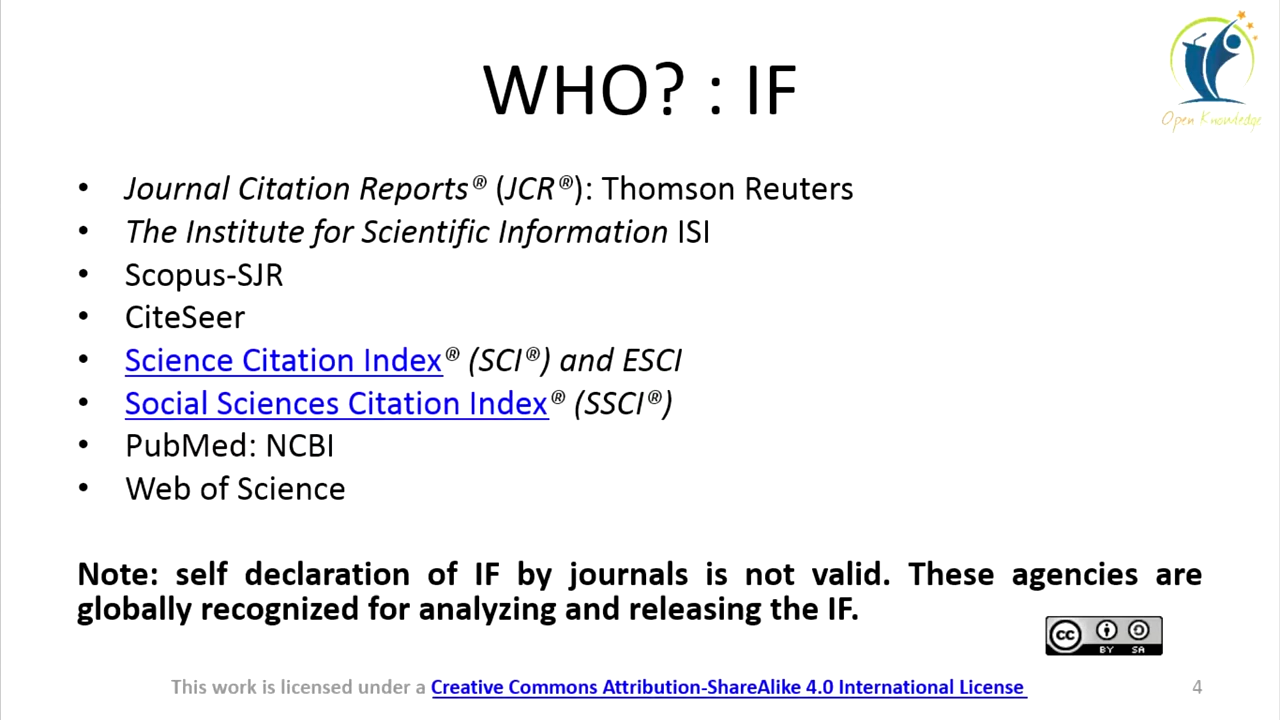 WHO? : IF
Open Knowledge
• Journal Citation Reports® (JCR®): Thomson Reuters
• The Institute for Scientific Information ISI
• Scopus-SJR
• CiteSeer
• Science Citation Index® (SCI®) and ESCI
• Social Sciences Citation Index® (SSCI®)
• PubMed: NCBI
• Web of Science
Note: self declaration of IF by journals is not valid. These agencies are
globally recognized for analyzing and releasing the IF.
cc BY SA
This work is licensed under a Creative Commons Attribution-ShareAlike 4.0 International License
4